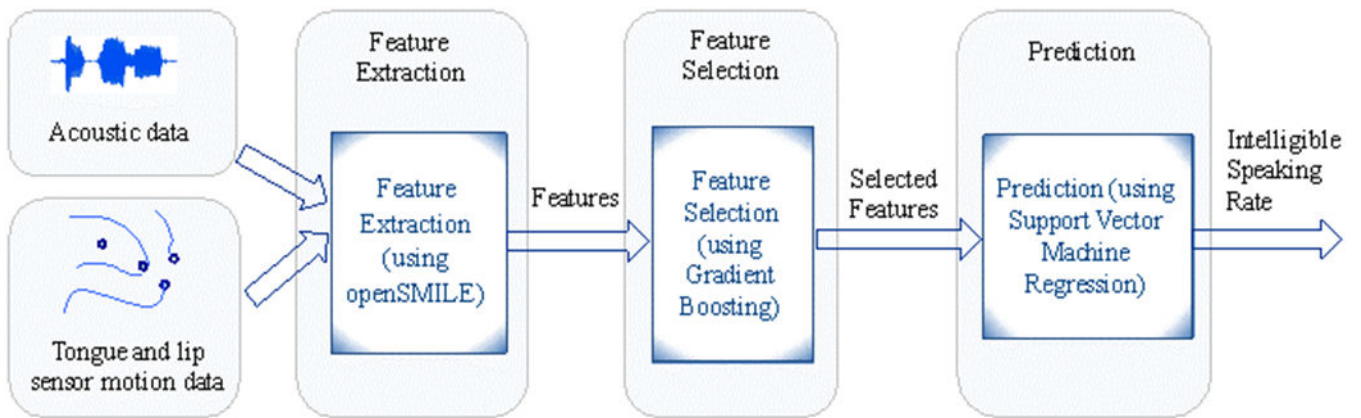 Acoustic data
Tongue and lip
sensor motion data
Feature
Extraction
Feature
Extraction
(using
openSMILE)
Features
Feature
Selection
Feature
Selection
(using
Gradient
Boosting)
Selected
Features
Prediction
Prediction (using
Support Vector
Machine
Regression)
Intelligible
Speaking
Rate